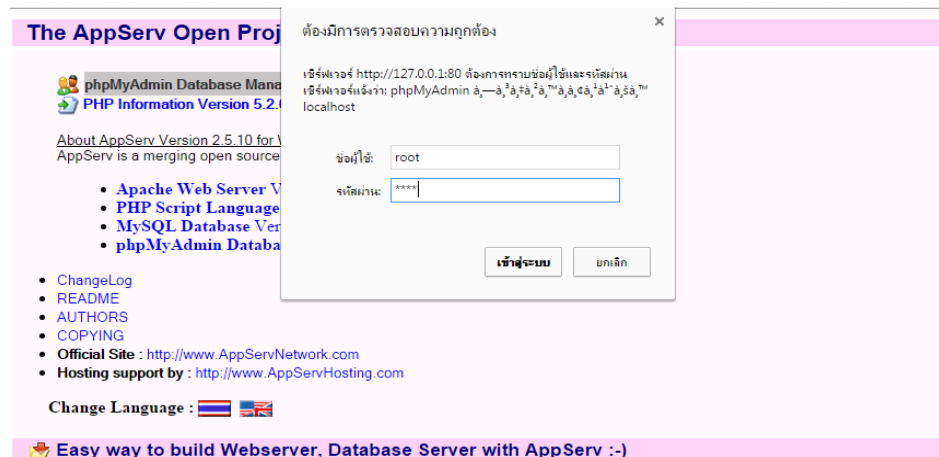 The AppServ Open Proj
phpMyAdmin Database Mana
PHP Information Version 5.2.
About AppServ Version 2.5.10 for
AppServ is a merging open source
Apache Web Server V
PHP Script Language
MySQL Database Ver
phpMyAdmin Databa
ChangeLog
README
AUTHORS
COPYING
Official Site : http://www.AppServNetwork.com
Hosting support by : http://www.AppServHosting.com
Change Language :
Easy way to build Webserver, Database Server with AppServ :-)
ต้องมีการตรวจสอบความถูกต้อง
เซิร์ฟเวอร์ http://127.0.0.1:80 ต้องการทราบชื่อผู้ใช้และรหัสผ่าน
เซิร์ฟเวอร์แจ้งว่า: phpMyAdmin
localhost
ชื่อผู้ใช้: root
รหัสผ่าน: ****
เข้าสู่ระบบ ยกเลิก